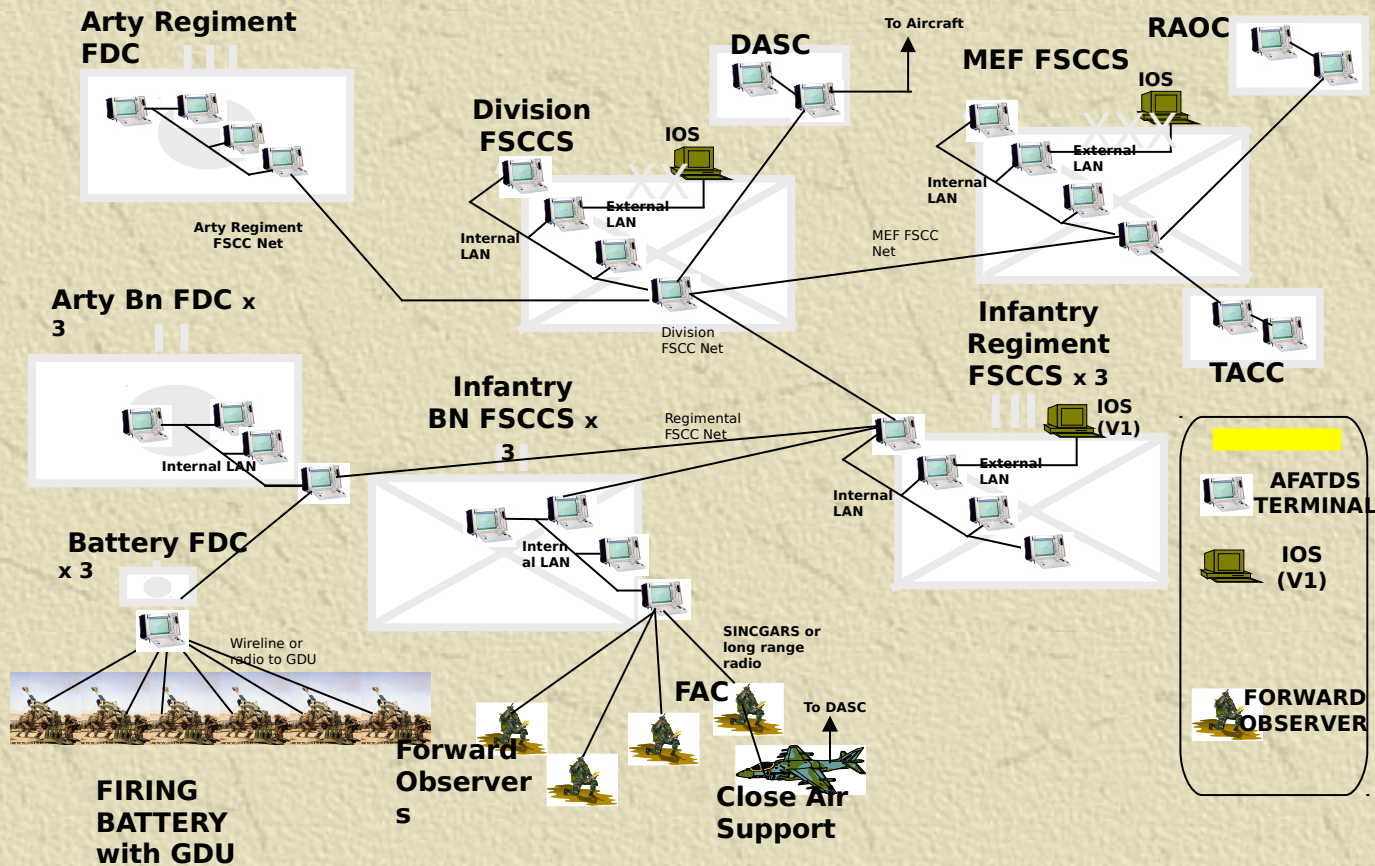 Arty Regiment
FDC
DASC
To Aircraft
MEF FSCCS
RAOC
IOS
Division
FSCCS
IOS
External
LAN
Internal
LAN
External
LAN
Internal
LAN
Arty Regiment
FSCC Net
MEF FSCC
Net
Arty Bn FDC x
3
Division
FSCC Net
Infantry
Regiment
FSCCS x 3
TACC
Infantry
BN FSCCS x
3
Regimental
FSCC Net
IOS
(V1)
Internal LAN
External
LAN
Internal
LAN
AFATDS
TERMINAL
Battery FDC
x 3
Intern
al LAN
IOS
(V1)
Wireline or
radio to GDU
SINCGARS or
long range
radio
FAC
To DASC
FORWARD
OBSERVER
Forward
Observer
s
Close Air
Support
FIRING
BATTERY
with GDU